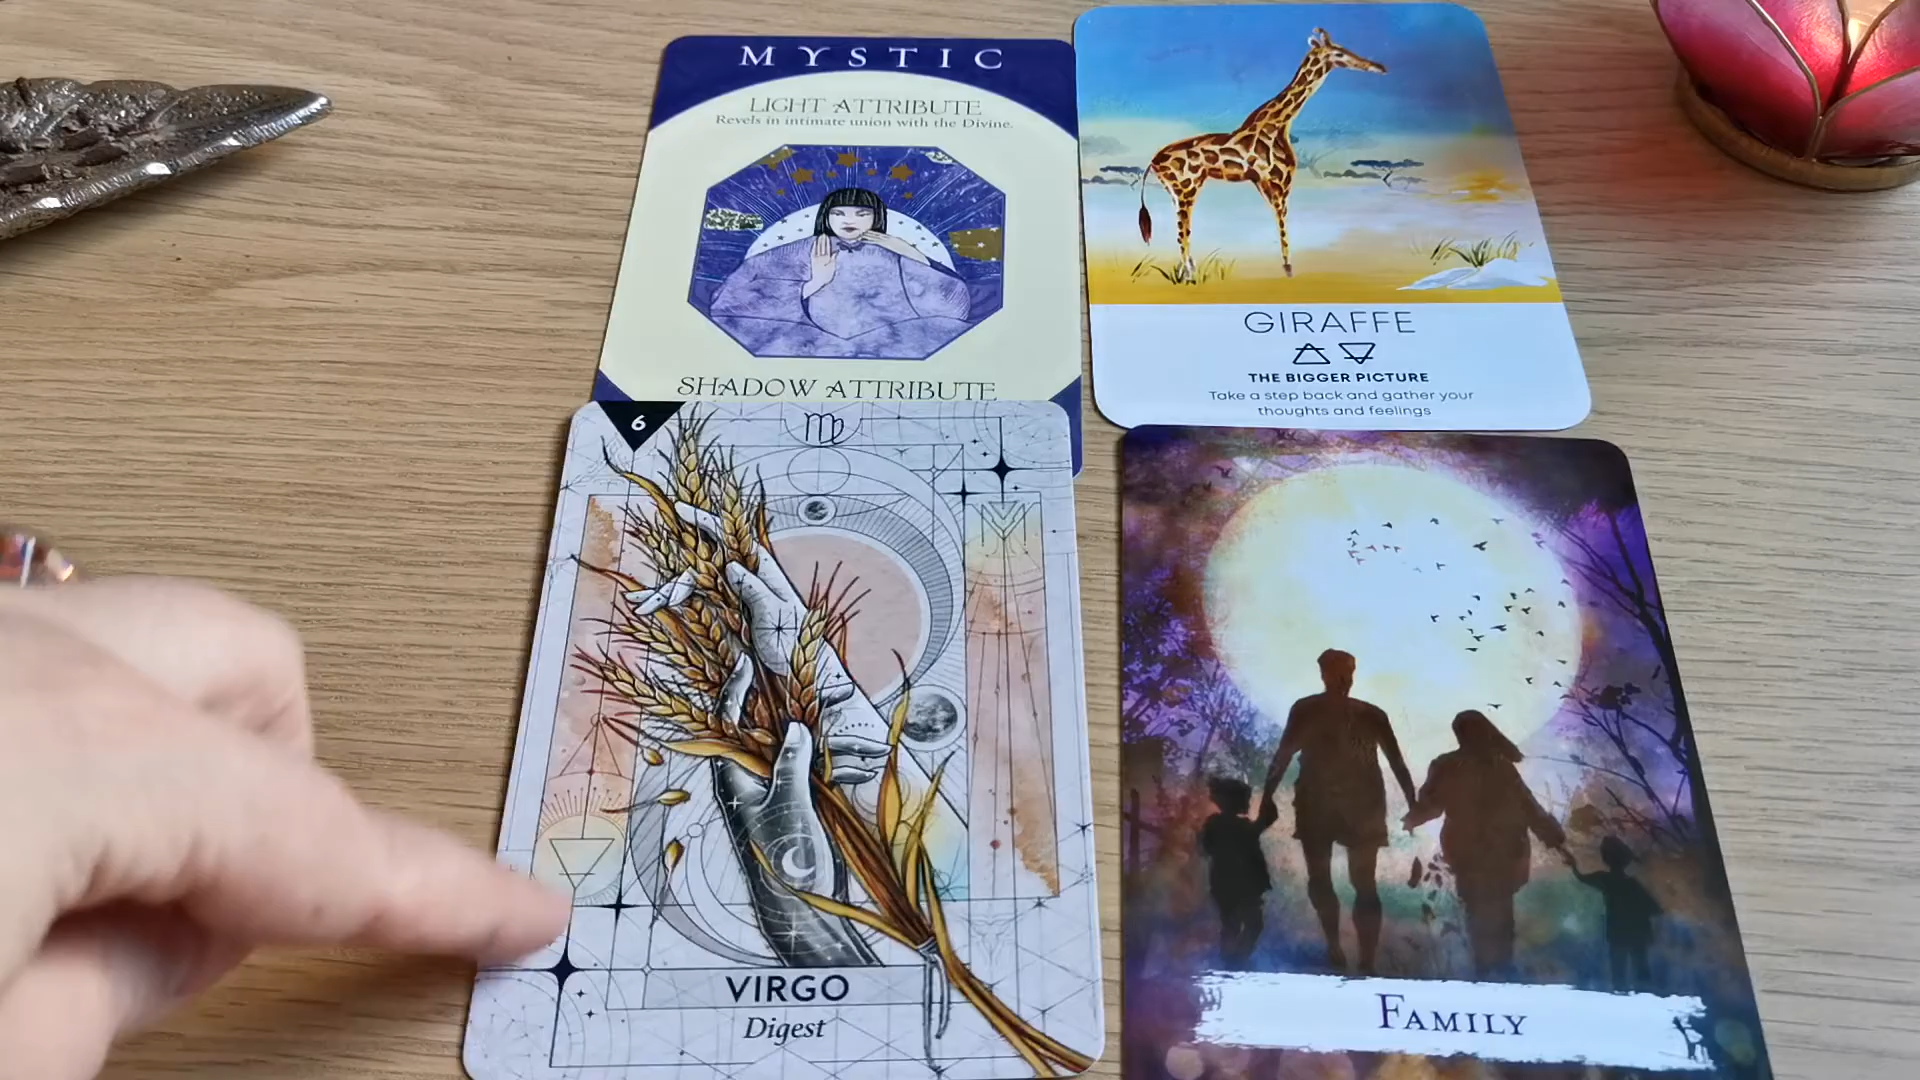 MYSTIC
LIGHT ATTRIBUTE
Revels in intimate union with the Divine.
SHADOW ATTRIBUTE
GIRAFFE
THE BIGGER PICTURE
Take a step back and gather your
thoughts and feelings
6
VIRGO
Digest
FAMILY